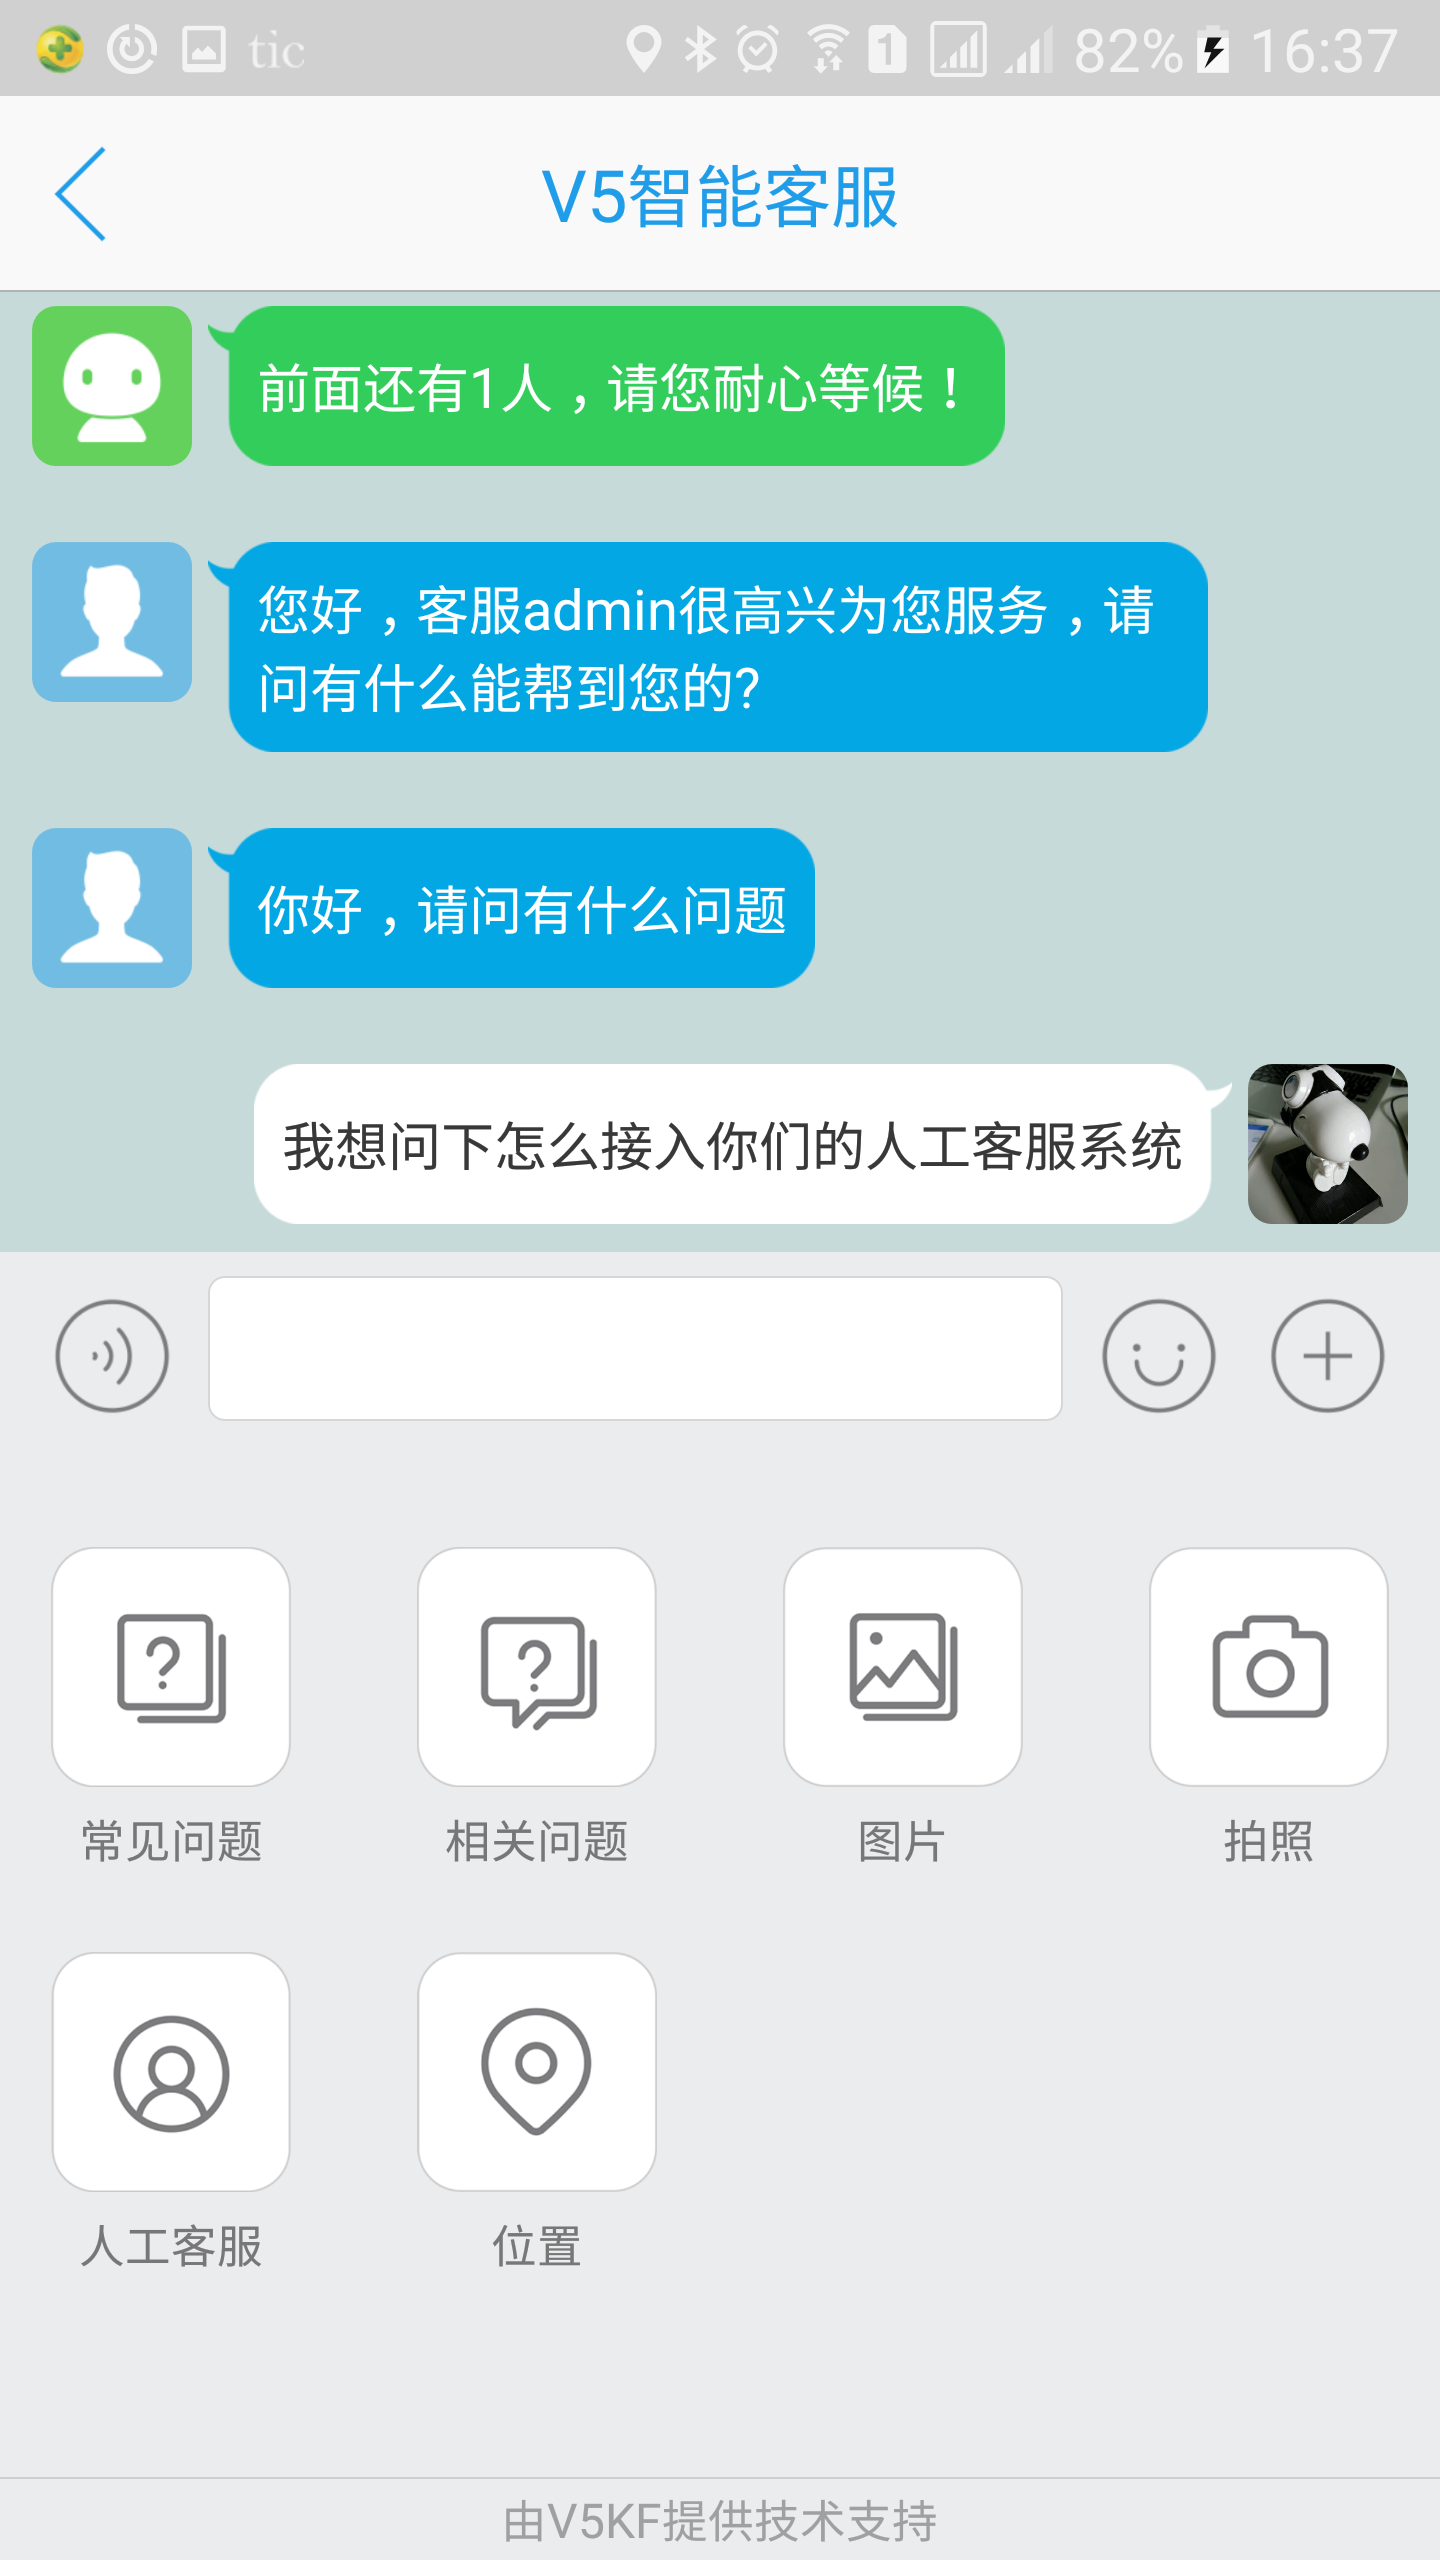 tic
1
82%
16:37
V5智能客服
前面还有1人，请您耐心等候！
您好，客服admin很高兴为您服务，请
问有什么能帮到您的?
你好，请问有什么问题
我想问下怎么接入你们的人工客服系统
常见问题
相关问题
图片
拍照
人工客服
位置
由V5KF提供技术支持